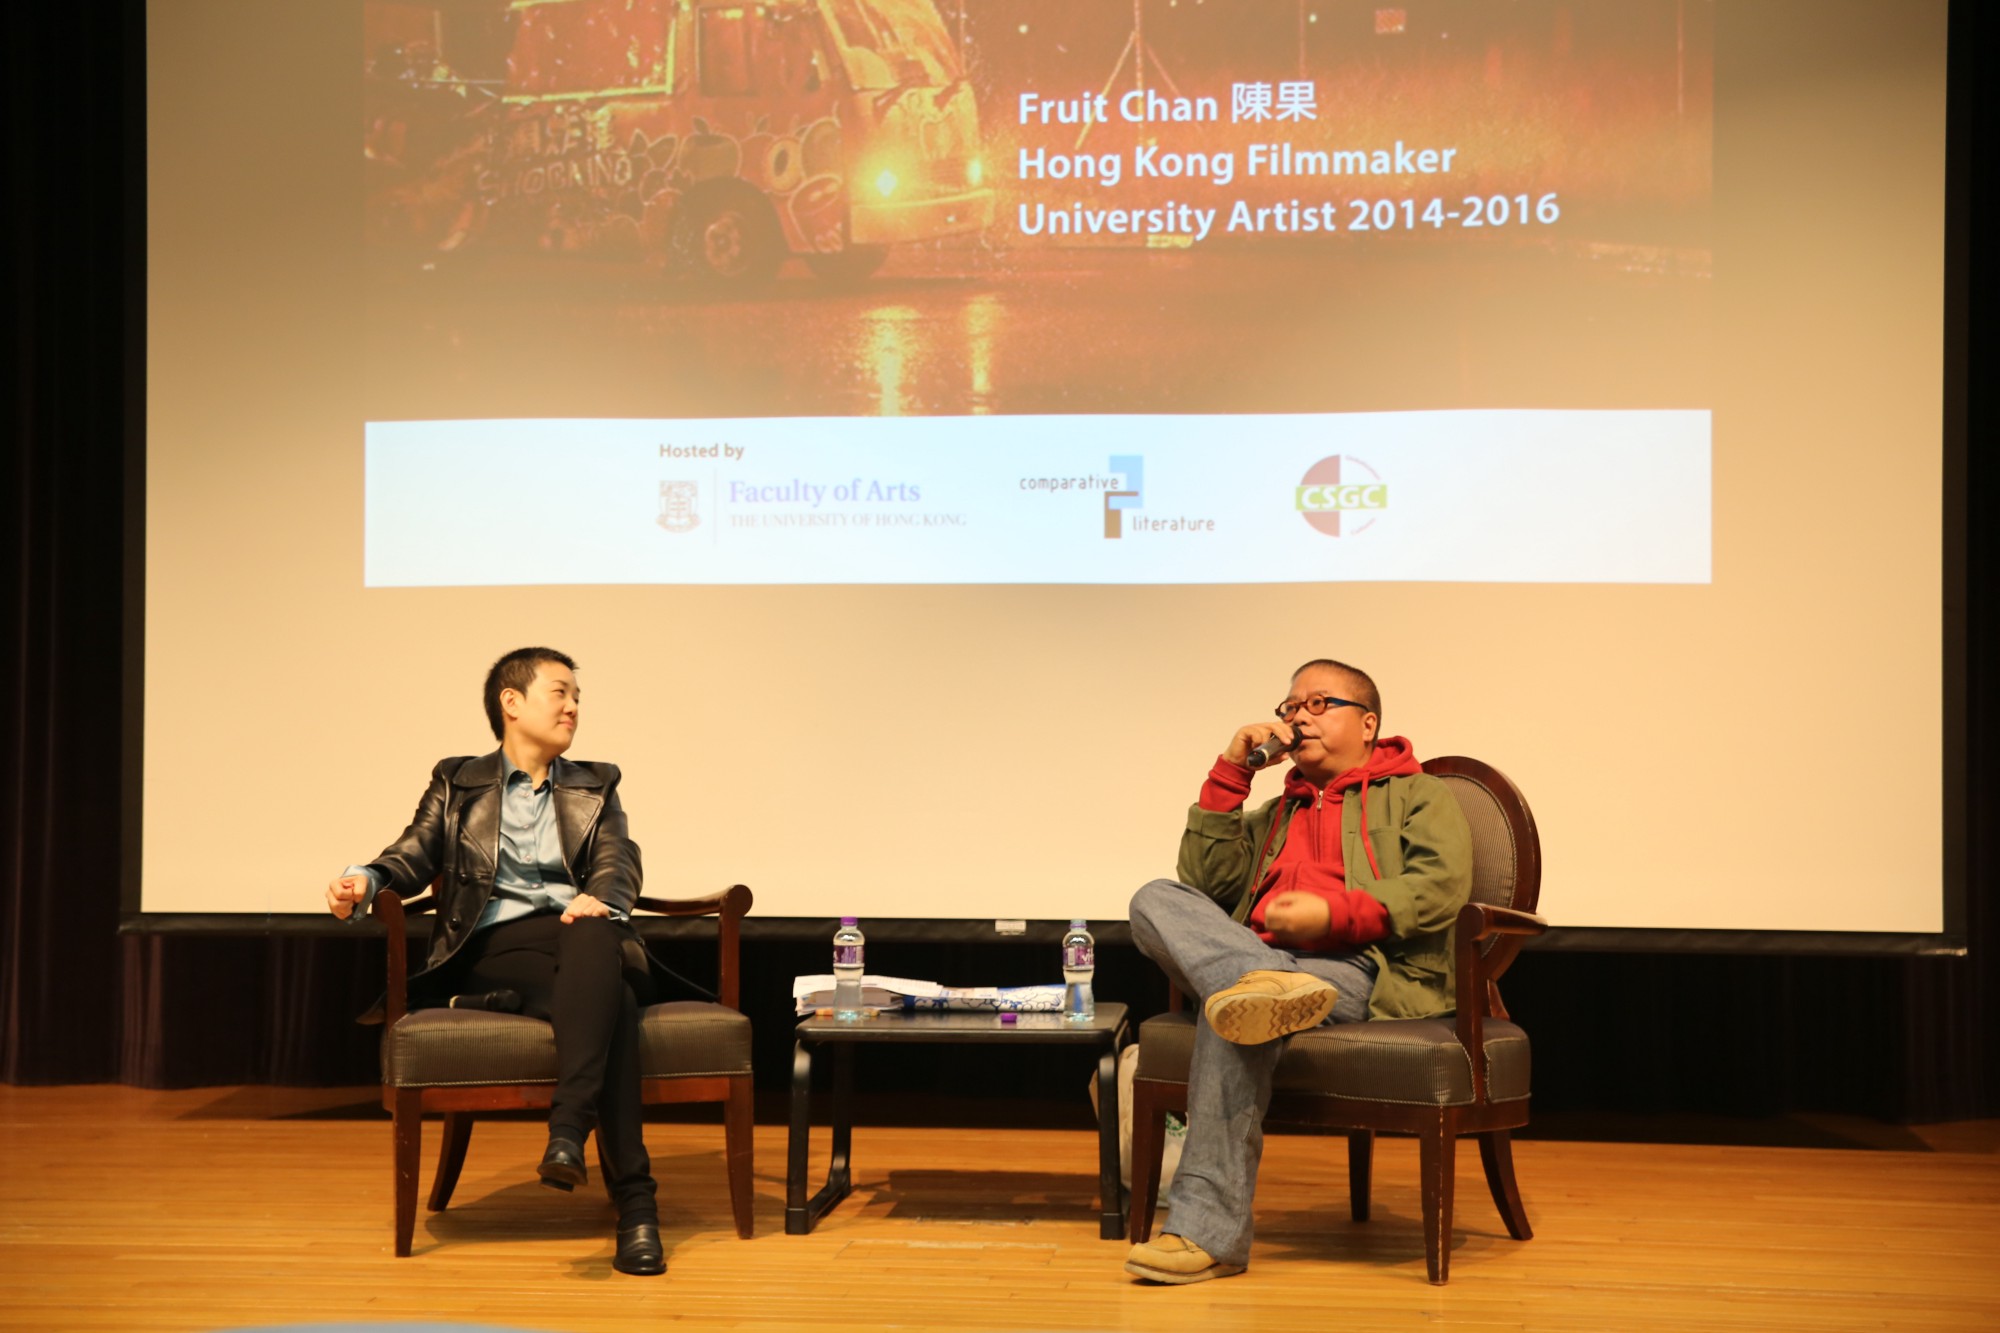 Fruit Chan 陳果
Hong Kong Filmmaker
University Artist 2014-2016
Hosted by
Faculty of Arts
THE UNIVERSITY OF HONG KONG
comparative
literature
CSGC